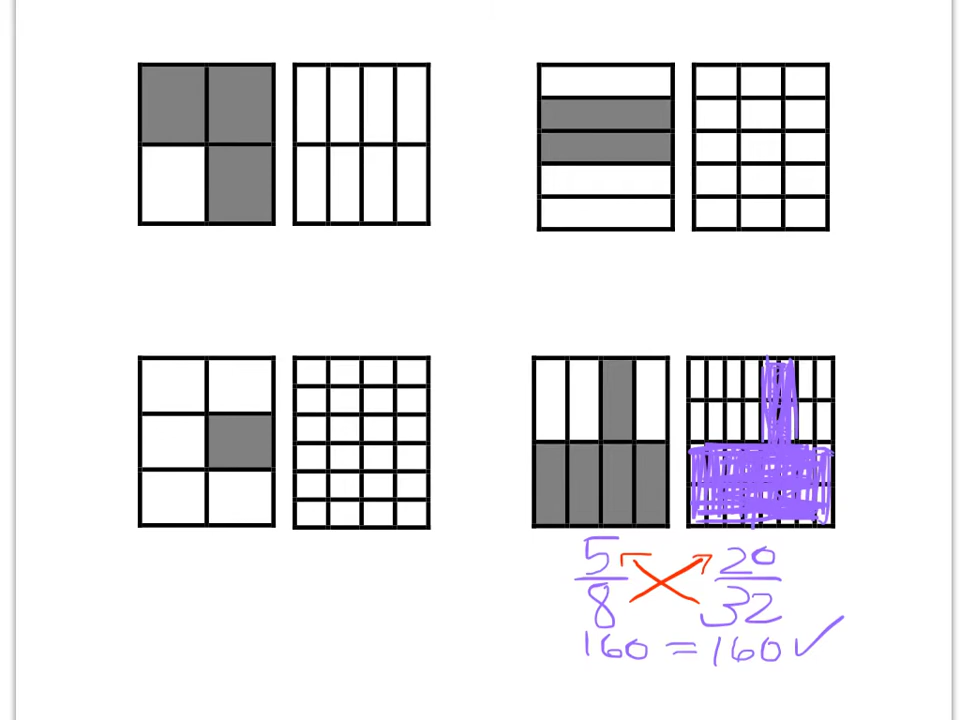 5/8 20/32
160 = 160 ✓